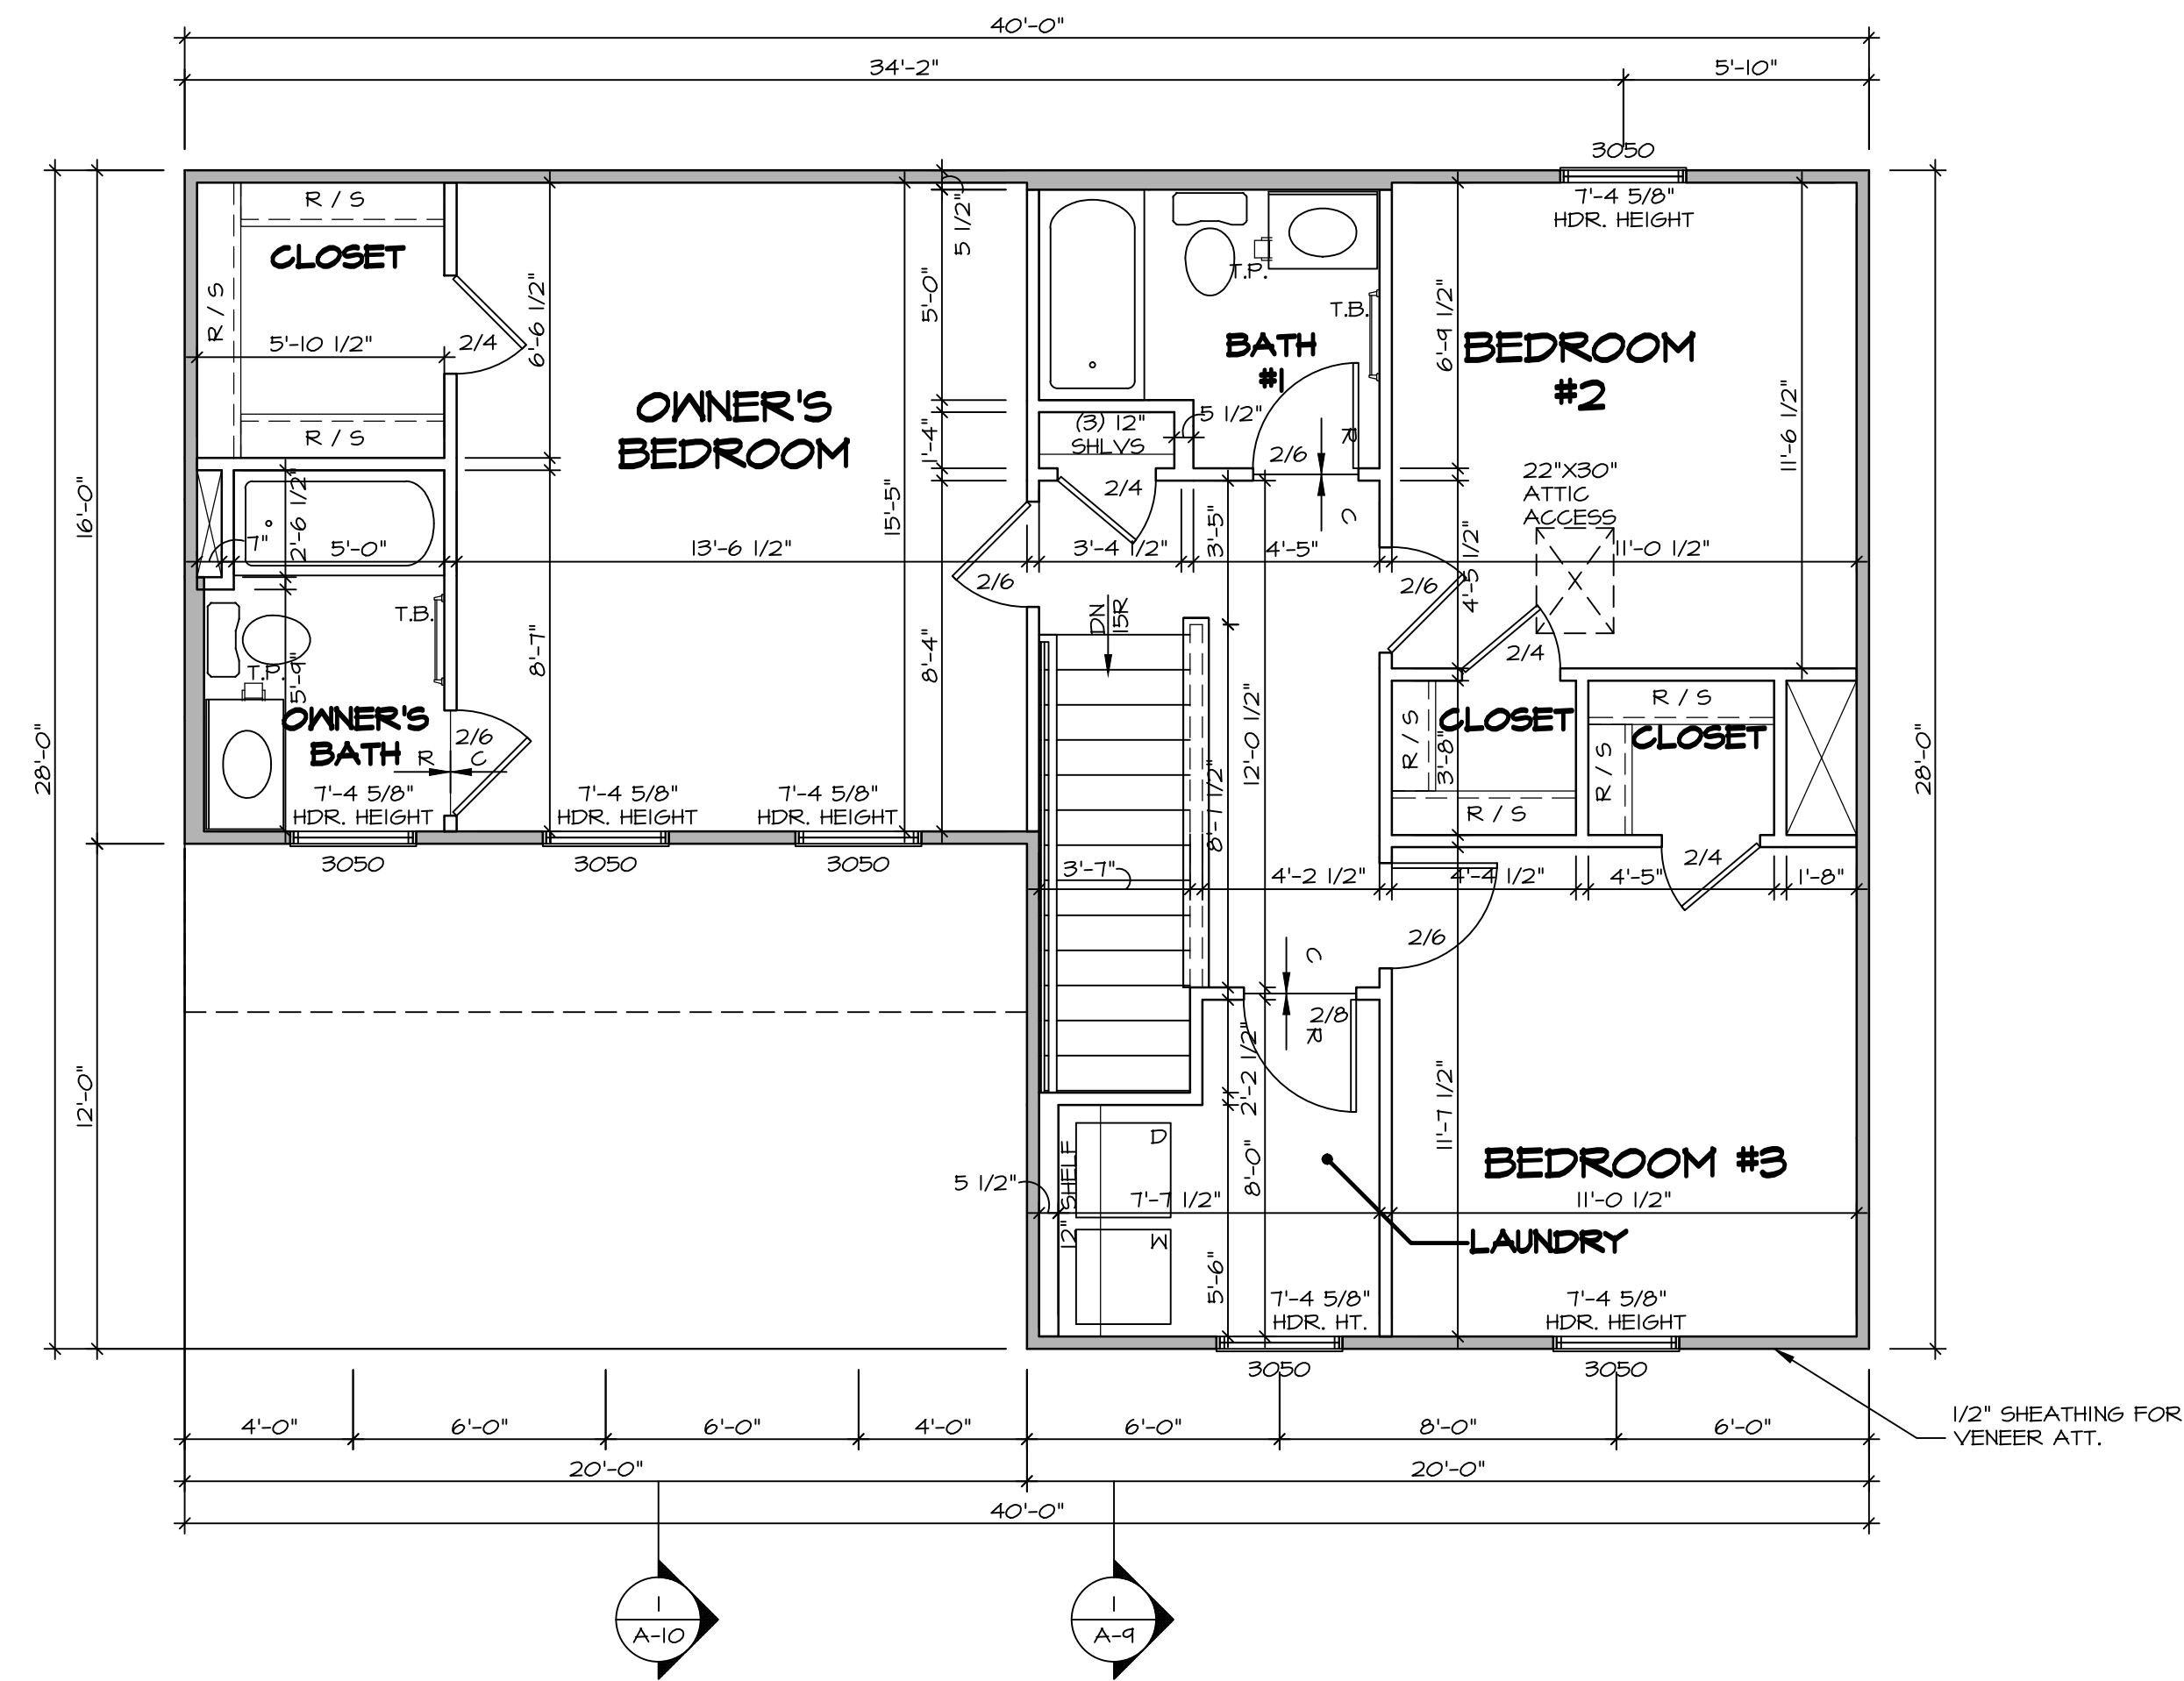 40'-0"
34'-2"
5'-10"
3050
7'-4 5/8"
HDR. HEIGHT
R / S
CLOSET
R / S
5'-10 1/2"
2/4
R / S
6'-6 1/2"
OWNER'S
BEDROOM
5 1/2"
5'-0"
1'-4"
15'-5"
8'-4"
T.P.
T.B.
BATH
#1
(3) 12"
SHLVS
5 1/2"
2/6
R
C
2/4
6'-9 1/2"
BEDROOM
#2
11'-6 1/2"
22"X30"
ATTIC
ACCESS
X
16'-0"
28'-0"
12'-0"
7"
2'-6 1/2"
5'-0"
13'-6 1/2"
3'-4 1/2"
3'-5"
4'-5"
11'-0 1/2"
2/6
2/6
4'-5 1/2"
2/4
T.B.
T.P.
5'-9"
8'-7"
OWNER'S
BATH
2/6
R
C
7'-4 5/8"
HDR. HEIGHT
7'-4 5/8"
HDR. HEIGHT
7'-4 5/8"
HDR. HEIGHT
3050
3050
3050
DN
15R
12'-0 1/2"
8'-1 1/2"
R / S
CLOSET
3'-8"
R / S
R / S
CLOSET
R / S
28'-0"
2/4
3'-7"
4'-2 1/2"
4'-4 1/2"
4'-5"
1'-8"
2/6
C
2/8
R
2'-2 1/2"
11'-7 1/2"
D
W
12" SHELF
5 1/2"
7'-7 1/2"
8'-0"
5'-6"
BEDROOM #3
11'-0 1/2"
LAUNDRY
7'-4 5/8"
HDR. HT.
7'-4 5/8"
HDR. HEIGHT
3050
3050
1/2" SHEATHING FOR
VENEER ATT.
4'-0"
6'-0"
6'-0"
4'-0"
6'-0"
8'-0"
6'-0"
20'-0"
20'-0"
40'-0"
1
A-10
1
A-9